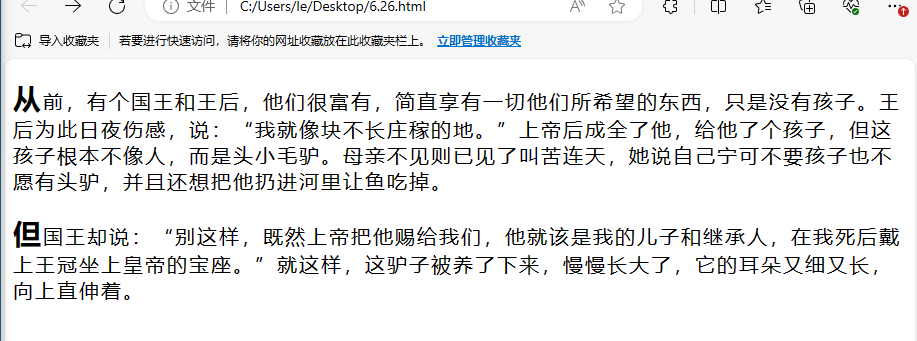 文件 C:/Users/le/Desktop/6.26.html
导入收藏夹 若要进行快速访问，请将你的网址收藏放在此收藏夹栏上。 立即管理收藏夹
从前，有个国王和王后，他们很富有，简直享有一切他们所希望的东西，只是没有孩子。王
后为此日夜伤感，说：“我就像块不长庄稼的地。”上帝后成全了他，给他了个孩子，但这
孩子根本不像人，而是头小毛驴。母亲不见则已见了叫苦连天，她说自己宁可不要孩子也不
愿有头驴，并且还想把他扔进河里让鱼吃掉。
但国王却说：“别这样，既然上帝把他赐给我们，他就该是我的儿子和继承人，在我死后戴
上王冠坐上皇帝的宝座。”就这样，这驴子被养了下来，慢慢长大了，它的耳朵又细又长，
向上直伸着。